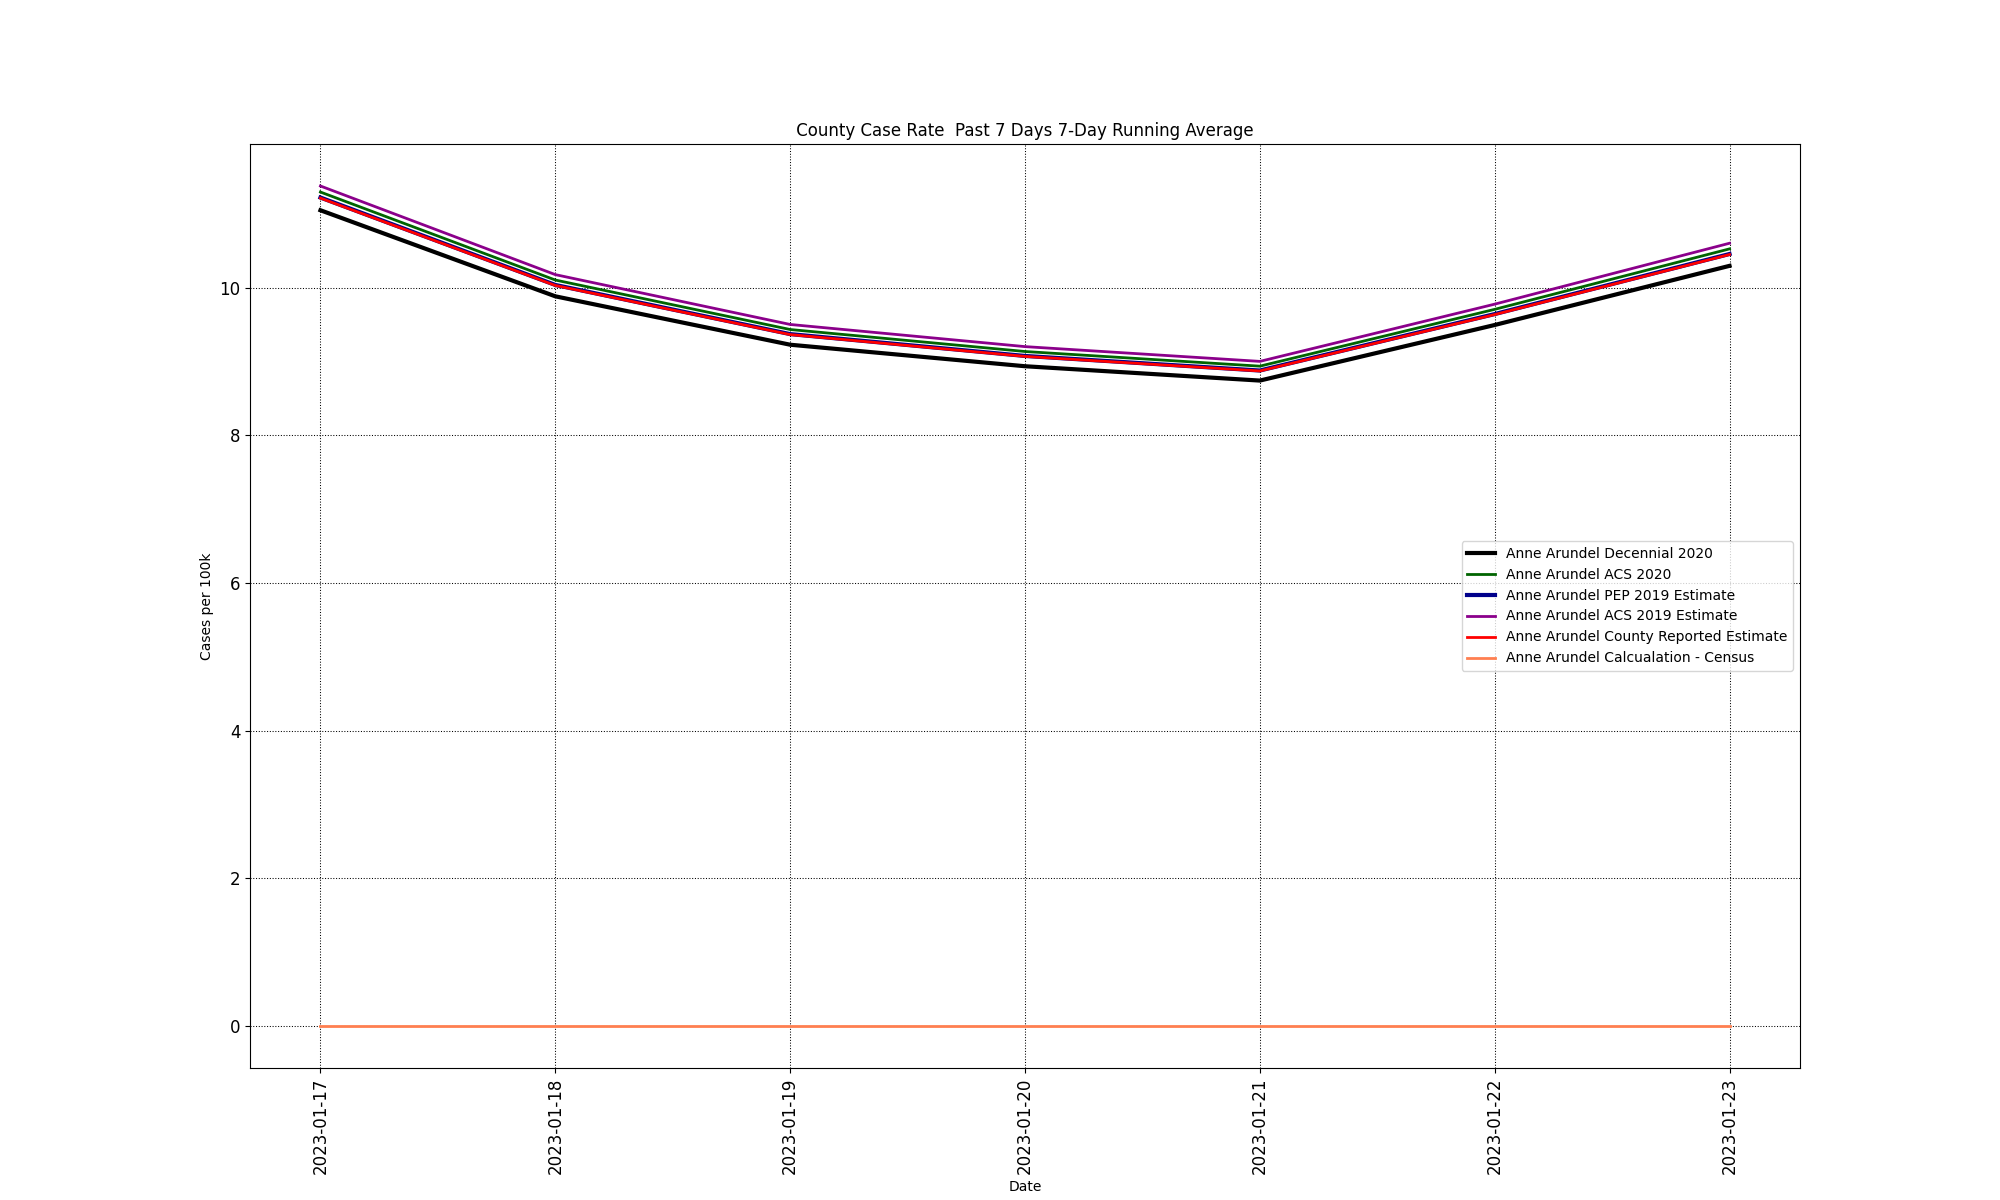 County Case Rate  Past 7 Days 7-Day Running Average
Cases per 100k
10
8
6
4
2
0
Anne Arundel Decennial 2020
Anne Arundel ACS 2020
Anne Arundel PEP 2019 Estimate
Anne Arundel ACS 2019 Estimate
Anne Arundel County Reported Estimate
Anne Arundel Calcualation - Census
2023-01-17
2023-01-18
2023-01-19
2023-01-20
2023-01-21
2023-01-22
2023-01-23
Date